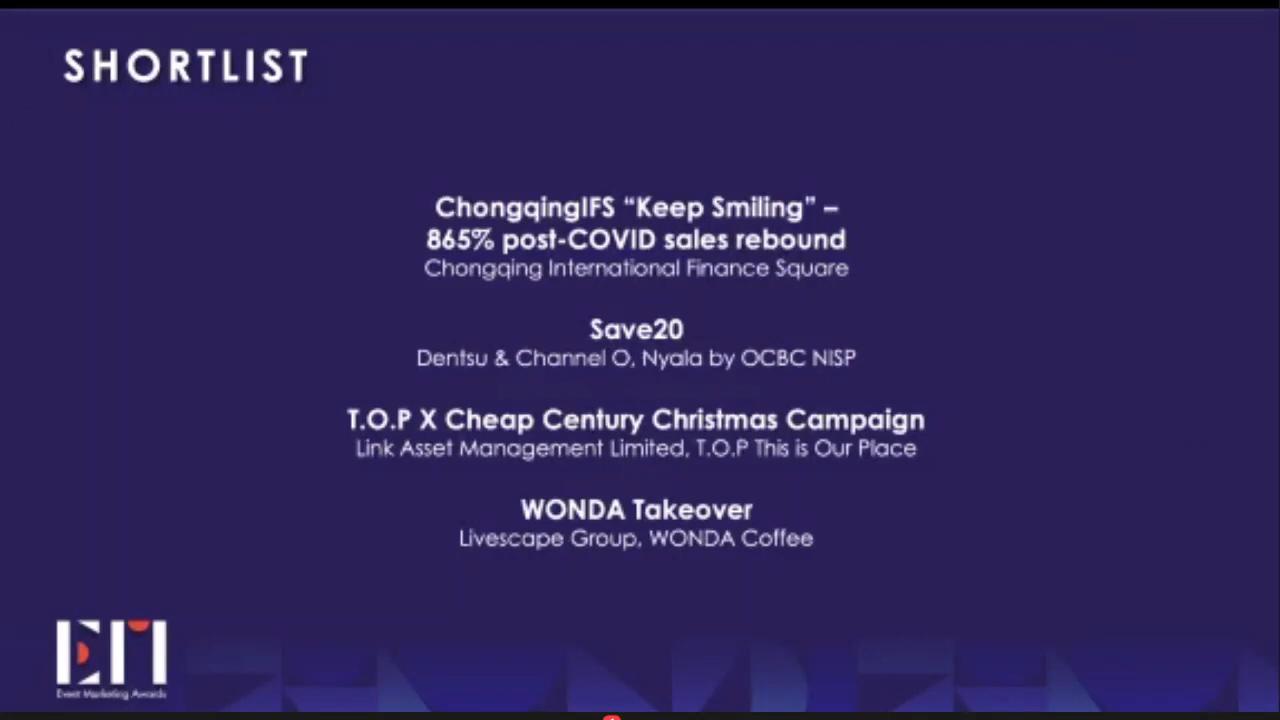 SHORTLIST
ChongqingIFS “Keep Smiling” –
865% post-COVID sales rebound
Chongqing International Finance Square
Save20
Dentsu & Channel O, Nyala by OCBC NISP
T.O.P X Cheap Century Christmas Campaign
Link Asset Management Limited, T.O.P This is Our Place
WONDA Takeover
Livescape Group, WONDA Coffee
EM
Event Marketing Awards